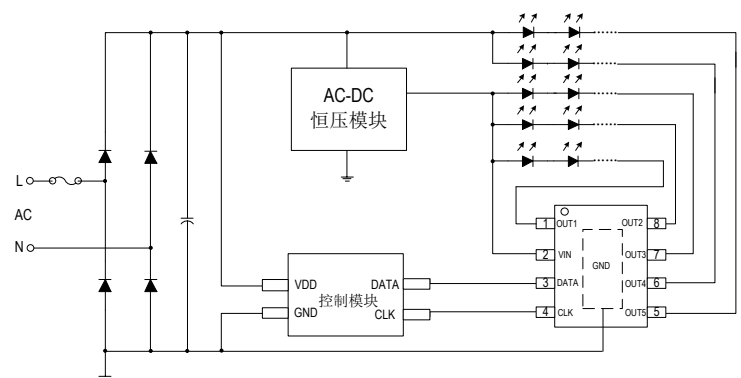 AC-DC
恒压模块
L
AC
N
1 OUT1 OUT2 8
2 VIN OUT3 7
GND
3 DATA OUT4 6
4 CLK OUT5 5
VDD DATA
控制模块
GND CLK